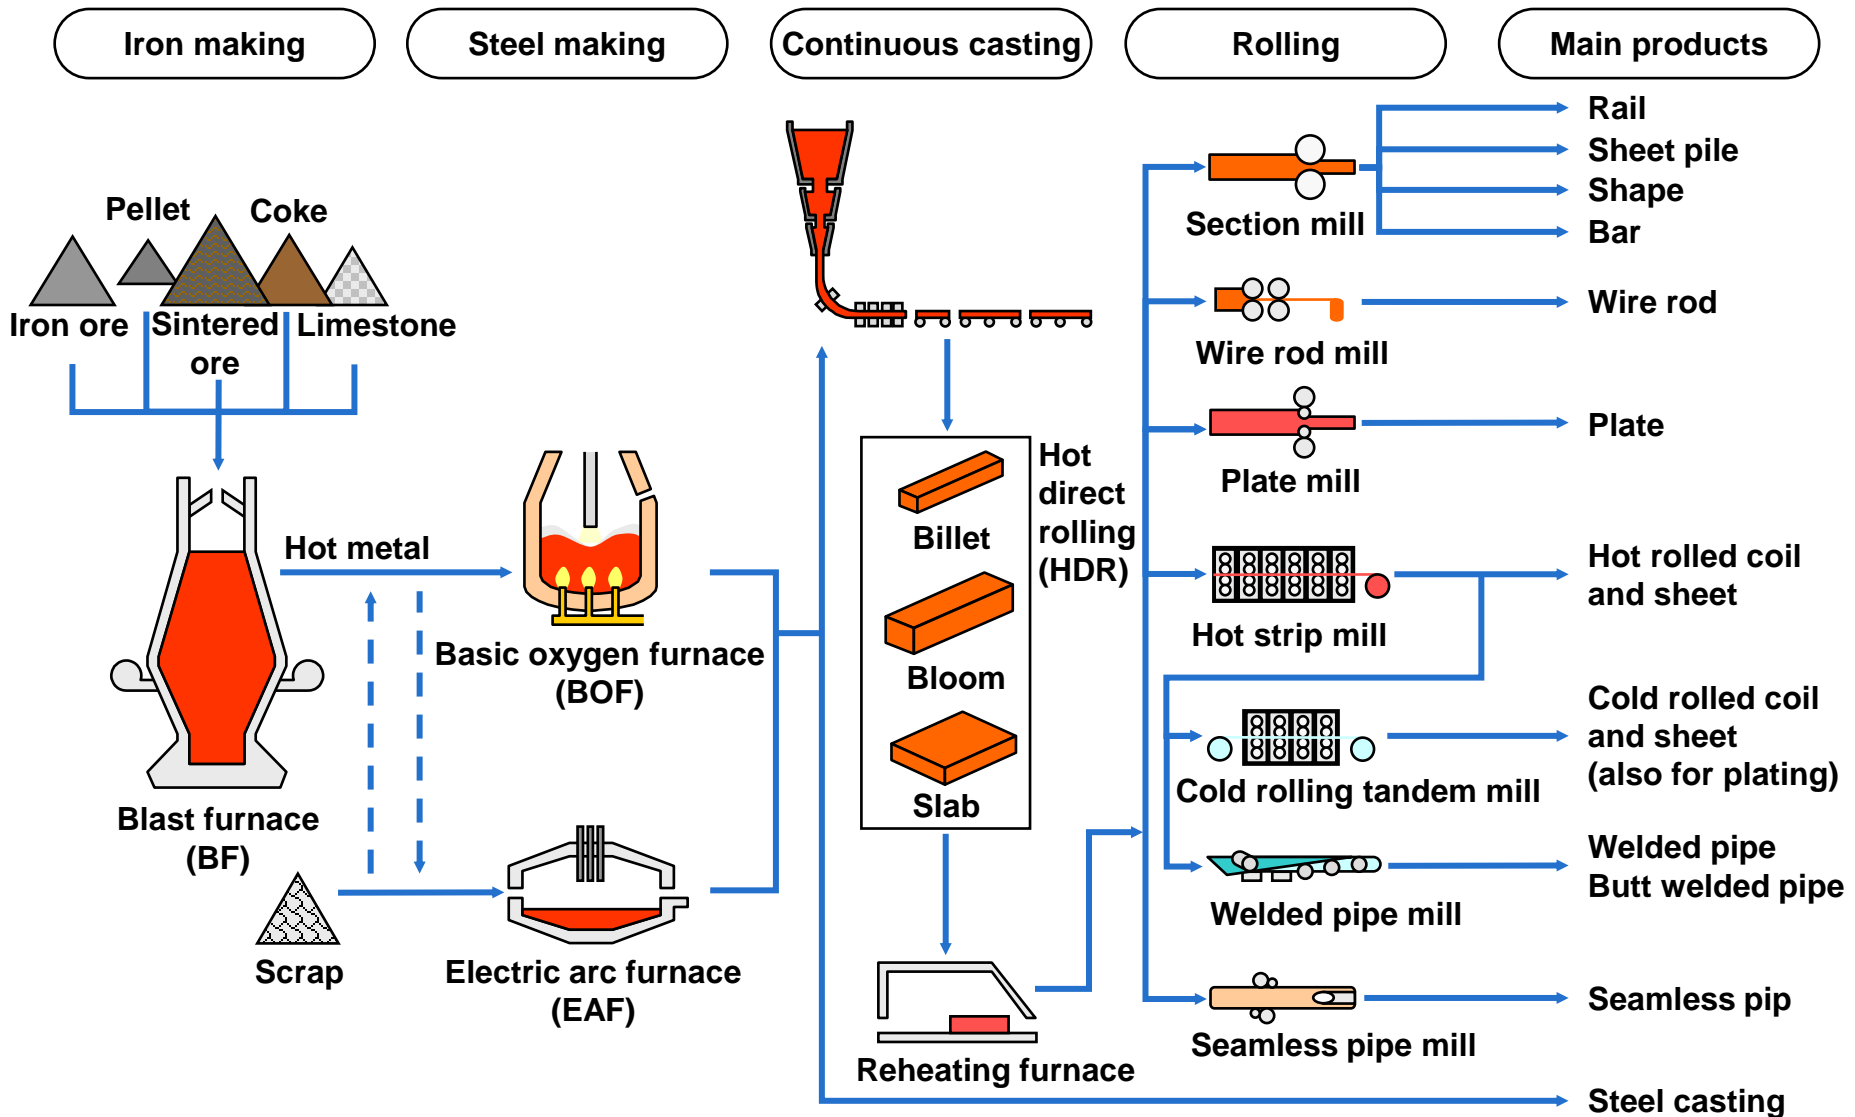 Iron making
Steel making
Continuous casting
Rolling
Main products
Pellet
Coke
Iron ore
Sintered
ore
Limestone
Blast furnace
(BF)
Hot metal
Scrap
Basic oxygen furnace
(BOF)
Electric arc furnace
(EAF)
Billet
Bloom
Slab
Hot
direct
rolling
(HDR)
Reheating furnace
Section mill
Wire rod mill
Plate mill
Hot strip mill
Cold rolling tandem mill
Welded pipe mill
Seamless pipe mill
Rail
Sheet pile
Shape
Bar
Wire rod
Plate
Hot rolled coil
and sheet
Cold rolled coil
and sheet
(also for plating)
Welded pipe
Butt welded pipe
Seamless pip
Steel casting